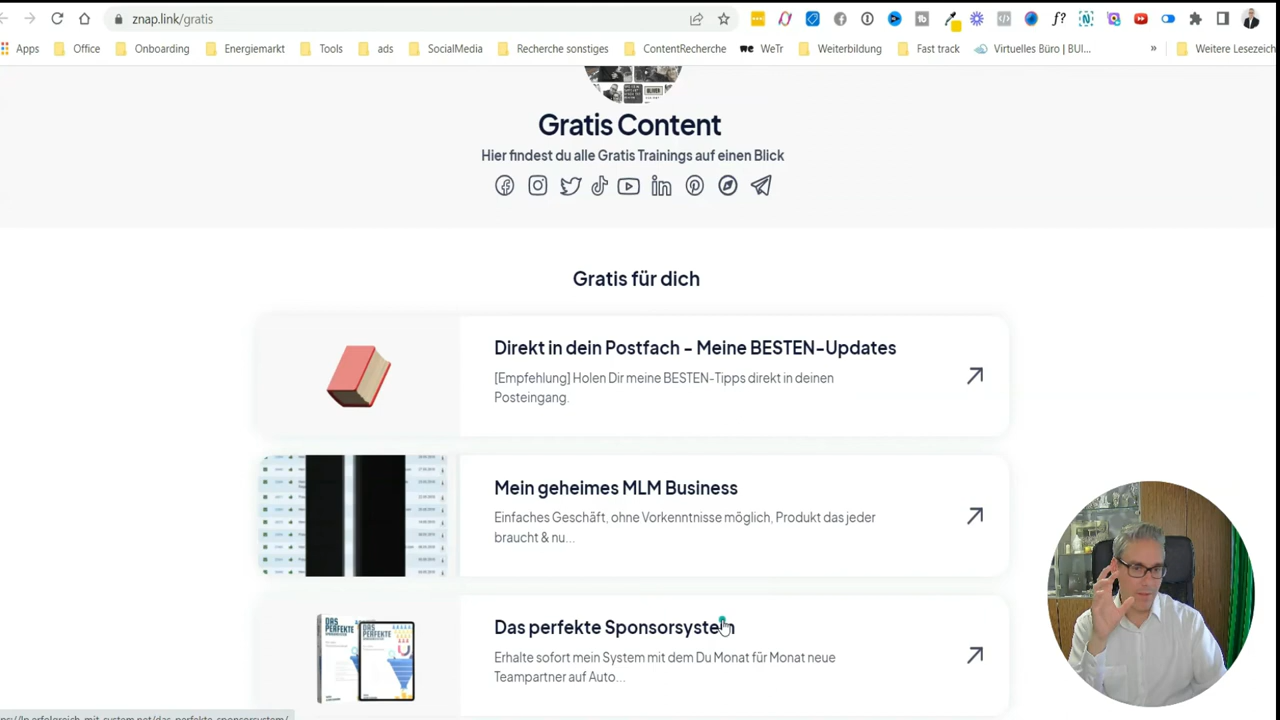 znap.link/gratis
Apps Office Onboarding Energiemarkt Tools ads SocialMedia Recherche sonstiges ContentRecherche WeTr Weiterbildung Fast track Virtuelles Büro | BUI... » Weitere Lesezeich
Gratis Content
Hier findest du alle Gratis Trainings auf einen Blick
Gratis für dich
Direkt in dein Postfach - Meine BESTEN-Updates
[Empfehlung] Holen Dir meine BESTEN-Tipps direkt in deinen
Posteingang.
Mein geheimes MLM Business
Einfaches Geschäft, ohne Vorkenntnisse möglich, Produkt das jeder
braucht & nu...
DAS PERFEKTE
Das perfekte Sponsorsystem
Erhalte sofort mein System mit dem Du Monat für Monat neue
Teampartner auf Auto...